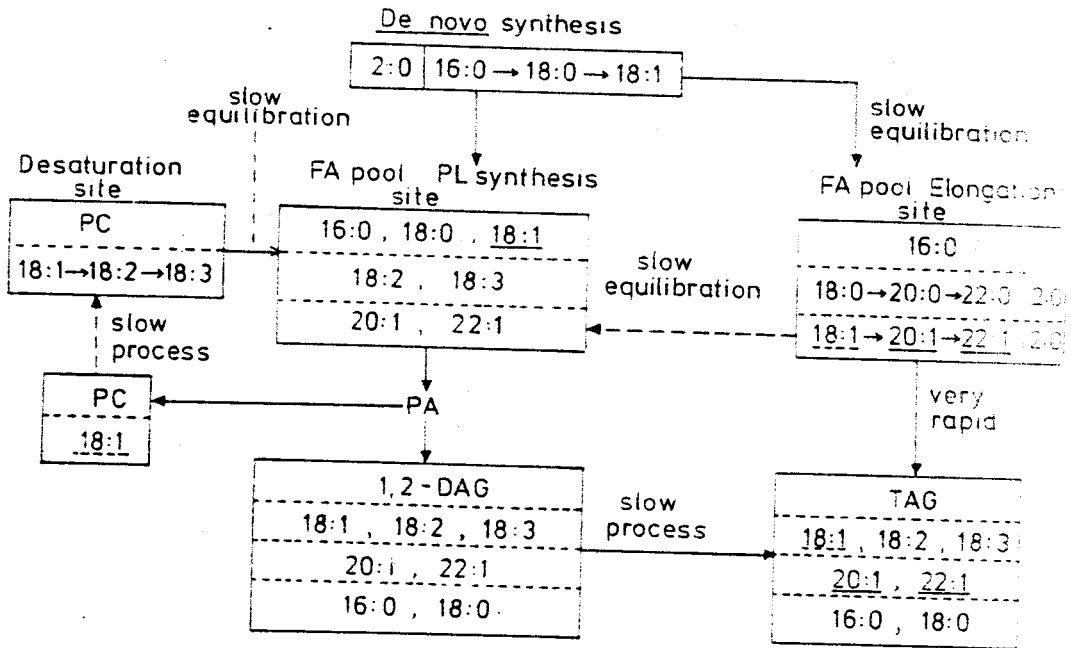 De novo synthesis
2:0 16:0 → 18:0 → 18:1
slow
equilibration
slow
equilibration
Desaturation
site
FA pool PL synthesis
site
FA pool Elongation
site
PC
18:1→18:2→18:3
16:0 , 18:0 , 18:1
18:2 , 18:3
20:1 , 22:1
slow
equilibration
16:0
18:0→20:0→22:0 2:0
18:1→20:1→22:1 2:0
slow
process
PC
18:1
PA
very
rapid
1,2-DAG
18:1 , 18:2 , 18:3
20:1 , 22:1
16:0 , 18:0
slow
process
TAG
18:1 , 18:2 , 18:3
20:1 , 22:1
16:0 , 18:0